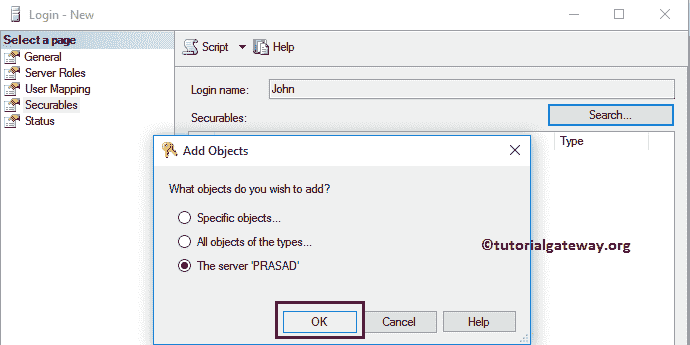 Login - New
Select a page
General
Server Roles
User Mapping
Securables
Status
Script
Help
Login name:
John
Securables:
Search...
Type
Add Objects
What objects do you wish to add?
Specific objects...
All objects of the types...
The server 'PRASAD'
©tutorialgateway.org
OK
Cancel
Help